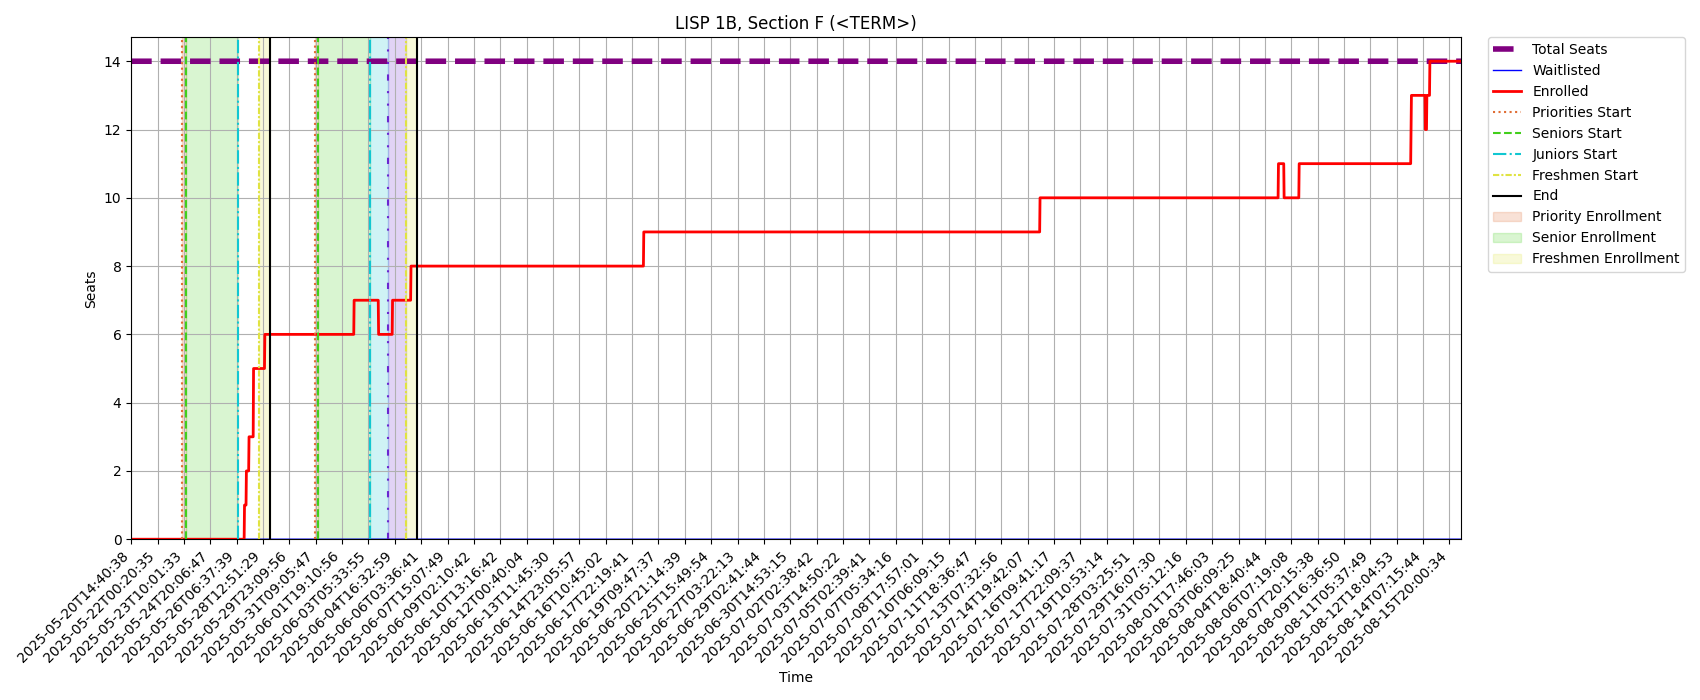 LISP 1B, Section F (<TERM>)
Total Seats
Waitlisted
Enrolled
Priorities Start
Seniors Start
Juniors Start
Freshmen Start
End
Priority Enrollment
Senior Enrollment
Freshmen Enrollment
Seats
14
12
10
8
6
4
2
0
2025-05-20T14:40:38
2025-05-22T00:20:35
2025-05-23T10:01:33
2025-05-24T20:06:47
2025-05-26T06:37:39
2025-05-28T12:51:29
2025-05-29T23:09:56
2025-05-31T09:05:47
2025-06-01T19:10:56
2025-06-03T05:33:55
2025-06-04T16:32:59
2025-06-06T03:36:41
2025-06-07T15:07:49
2025-06-09T02:10:42
2025-06-10T13:16:42
2025-06-12T00:40:04
2025-06-13T11:45:30
2025-06-14T23:05:57
2025-06-16T10:45:02
2025-06-17T22:19:41
2025-06-19T09:47:37
2025-06-20T21:14:39
2025-06-25T15:49:54
2025-06-27T03:22:13
2025-06-29T02:41:44
2025-06-30T14:53:15
2025-07-02T02:38:42
2025-07-03T14:50:22
2025-07-05T02:39:41
2025-07-07T05:34:16
2025-07-08T17:57:01
2025-07-10T06:09:15
2025-07-11T18:36:47
2025-07-13T07:32:56
2025-07-14T19:42:07
2025-07-16T09:41:17
2025-07-17T22:09:37
2025-07-19T10:53:14
2025-07-28T03:25:51
2025-07-29T16:07:30
2025-07-31T05:12:16
2025-08-01T17:46:03
2025-08-03T06:09:25
2025-08-04T18:40:44
2025-08-06T07:19:08
2025-08-07T20:15:38
2025-08-09T16:36:50
2025-08-11T05:37:49
2025-08-12T18:04:53
2025-08-14T07:15:44
2025-08-15T20:00:34
Time